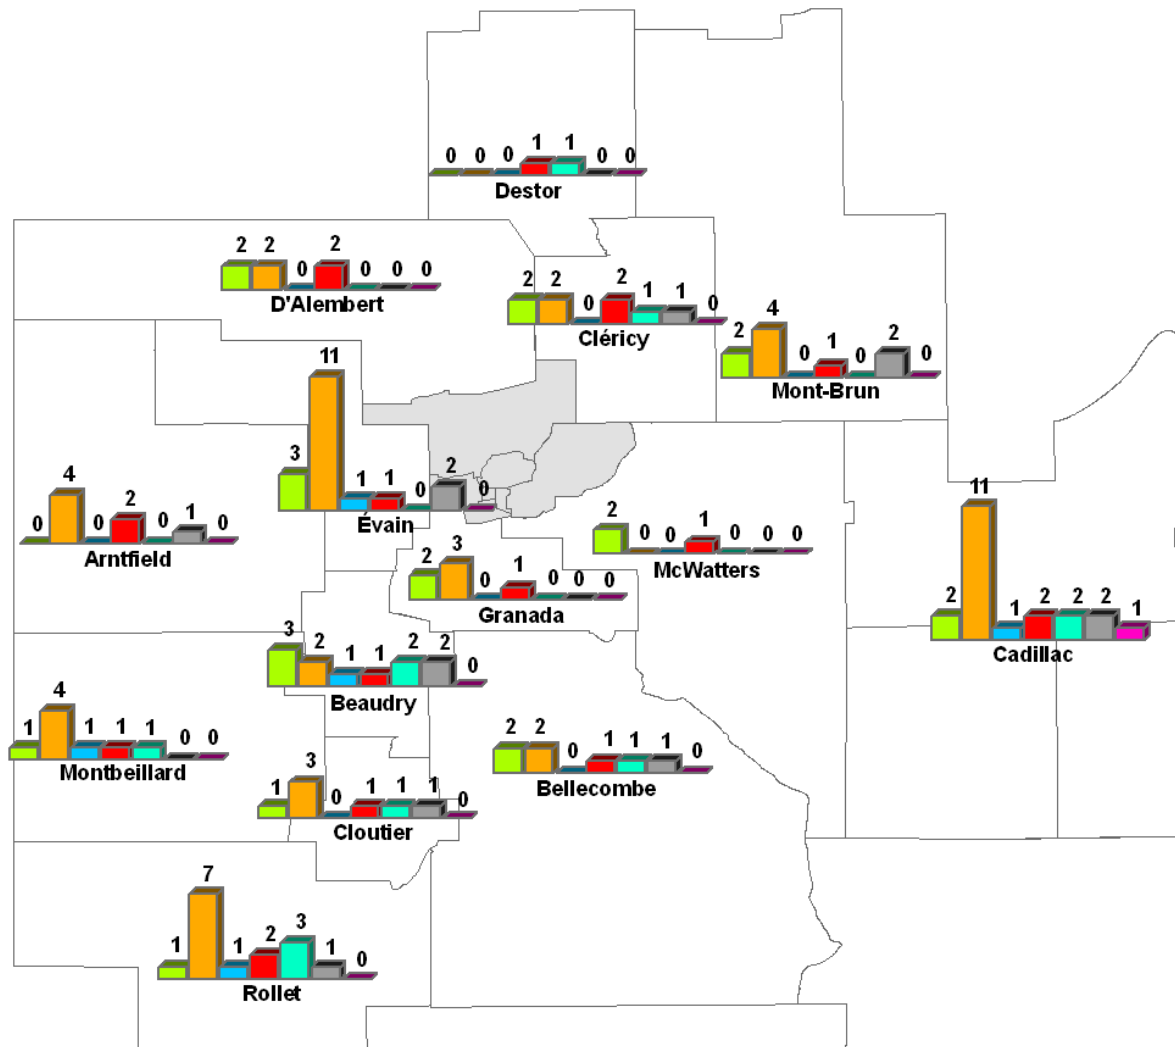 0 0 0 1 1 0 0
Destor
2 2 0 2 0 0 0
D'Alembert
2 2 0 2 1 1 0
Cléricy
2 4 0 1 0 2 0
Mont-Brun
3 11 1 1 0 2 0
Évain
0 4 0 2 0 1 0
Arntfield
2 0 0 1 0 0 0
McWatters
2 3 0 1 0 0 0
Granada
2 11 1 2 2 2 1
Cadillac
3 2 1 1 2 2 0
Beaudry
1 4 1 1 1 0 0
Montbeillard
2 2 0 1 1 1 0
Bellecombe
1 3 0 1 1 1 0
Cloutier
1 7 1 2 3 1 0
Rollet